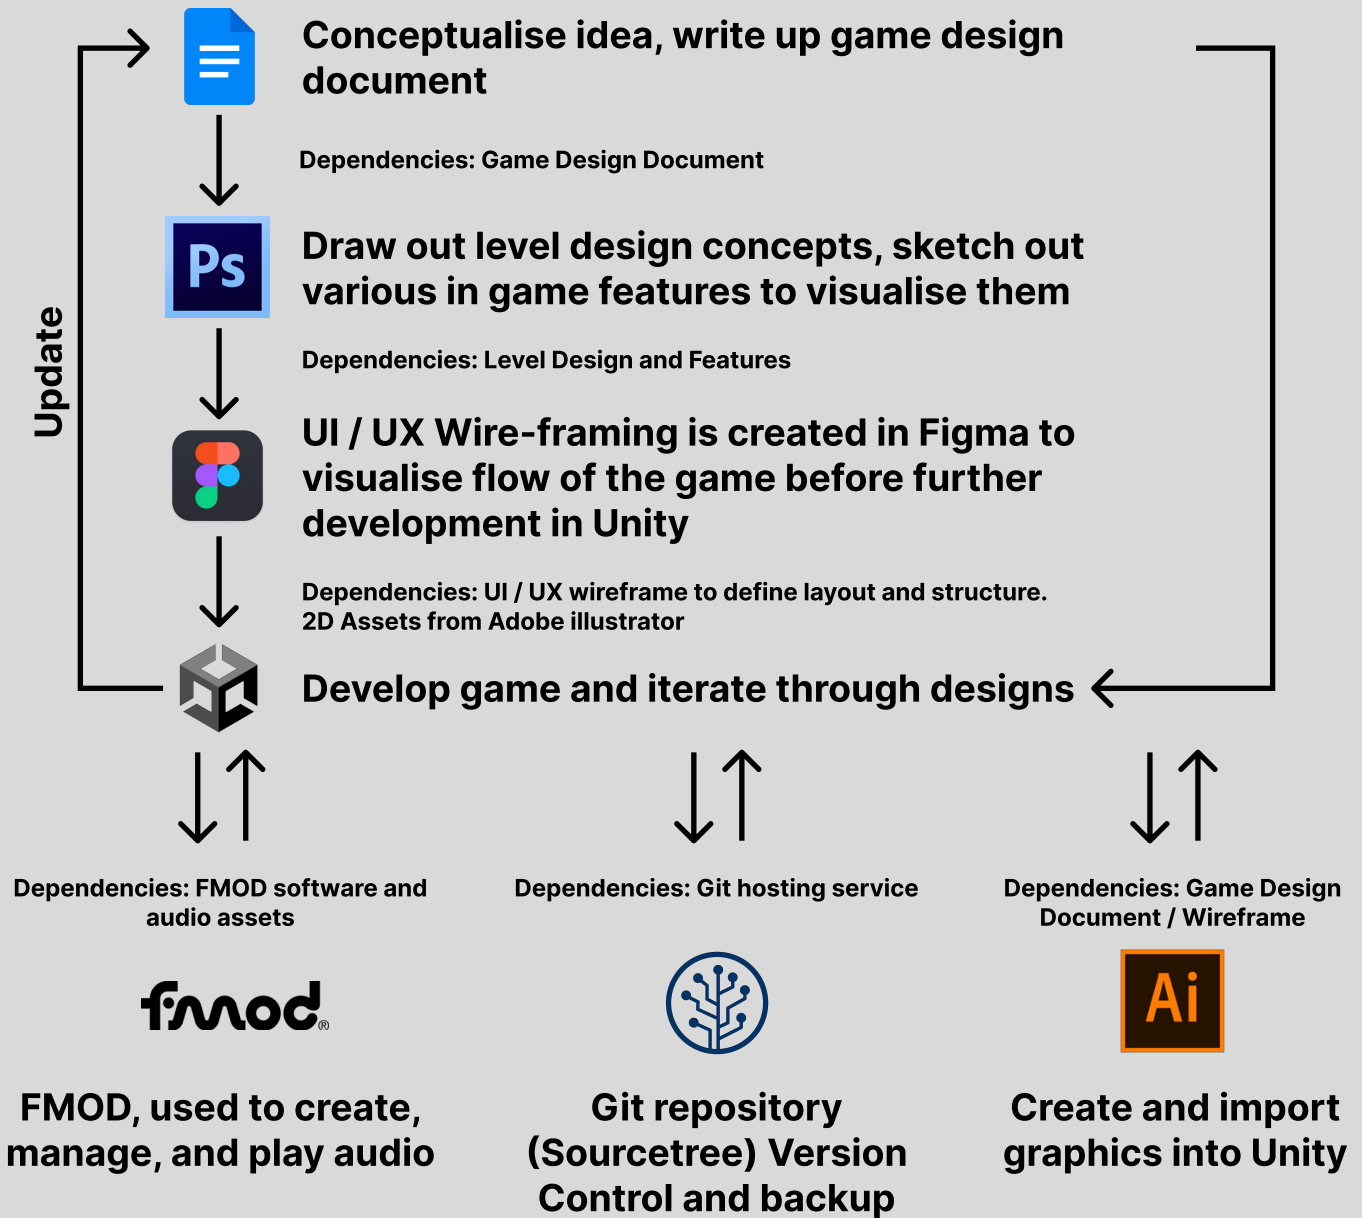 Conceptualise idea, write up game design
document
Dependencies: Game Design Document
Ps
Draw out level design concepts, sketch out
various in game features to visualise them
Update
Dependencies: Level Design and Features
UI / UX Wire-framing is created in Figma to
visualise flow of the game before further
development in Unity
Dependencies: UI / UX wireframe to define layout and structure.
2D Assets from Adobe illustrator
Develop game and iterate through designs
Dependencies: FMOD software and
audio assets
fmod®
FMOD, used to create,
manage, and play audio
Dependencies: Git hosting service
Git repository
(Sourcetree) Version
Control and backup
Dependencies: Game Design
Document / Wireframe
Ai
Create and import
graphics into Unity